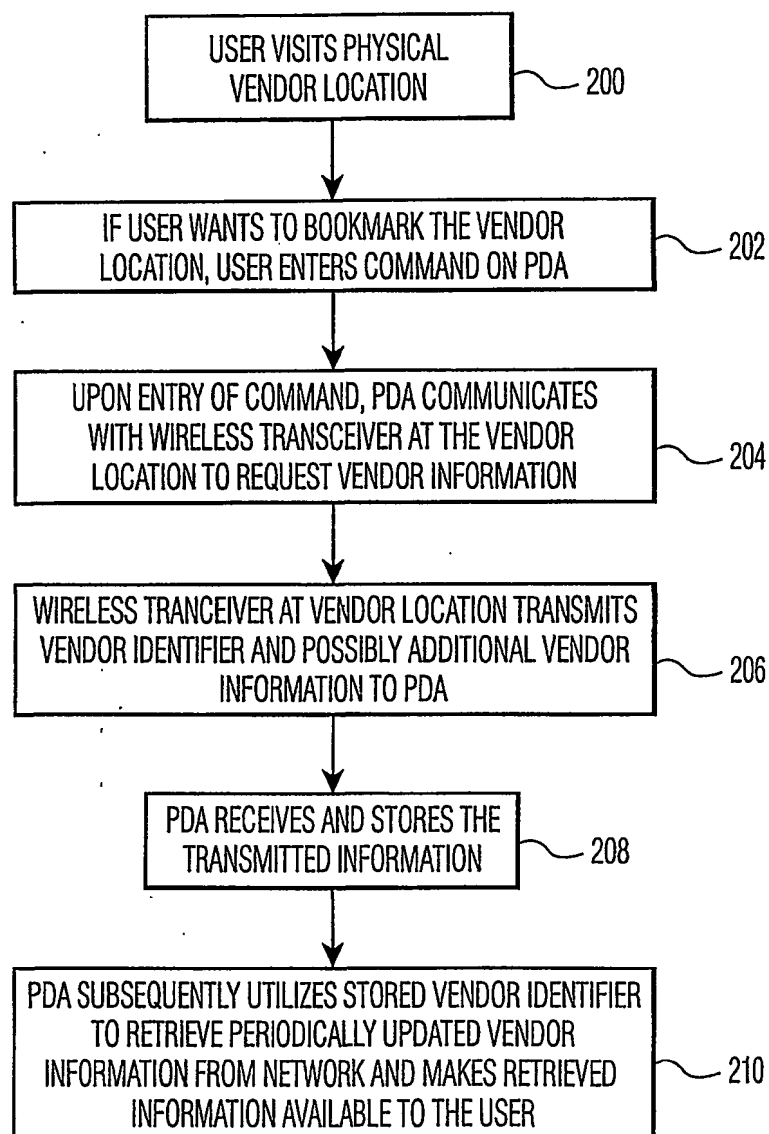 USER VISITS PHYSICAL
VENDOR LOCATION
200
IF USER WANTS TO BOOKMARK THE VENDOR
LOCATION, USER ENTERS COMMAND ON PDA
202
UPON ENTRY OF COMMAND, PDA COMMUNICATES
WITH WIRELESS TRANSCEIVER AT THE VENDOR
LOCATION TO REQUEST VENDOR INFORMATION
204
WIRELESS TRANCEIVER AT VENDOR LOCATION TRANSMITS
VENDOR IDENTIFIER AND POSSIBLY ADDITIONAL VENDOR
INFORMATION TO PDA
206
PDA RECEIVES AND STORES THE
TRANSMITTED INFORMATION
208
PDA SUBSEQUENTLY UTILIZES STORED VENDOR IDENTIFIER
TO RETRIEVE PERIODICALLY UPDATED VENDOR
INFORMATION FROM NETWORK AND MAKES RETRIEVED
INFORMATION AVAILABLE TO THE USER
210